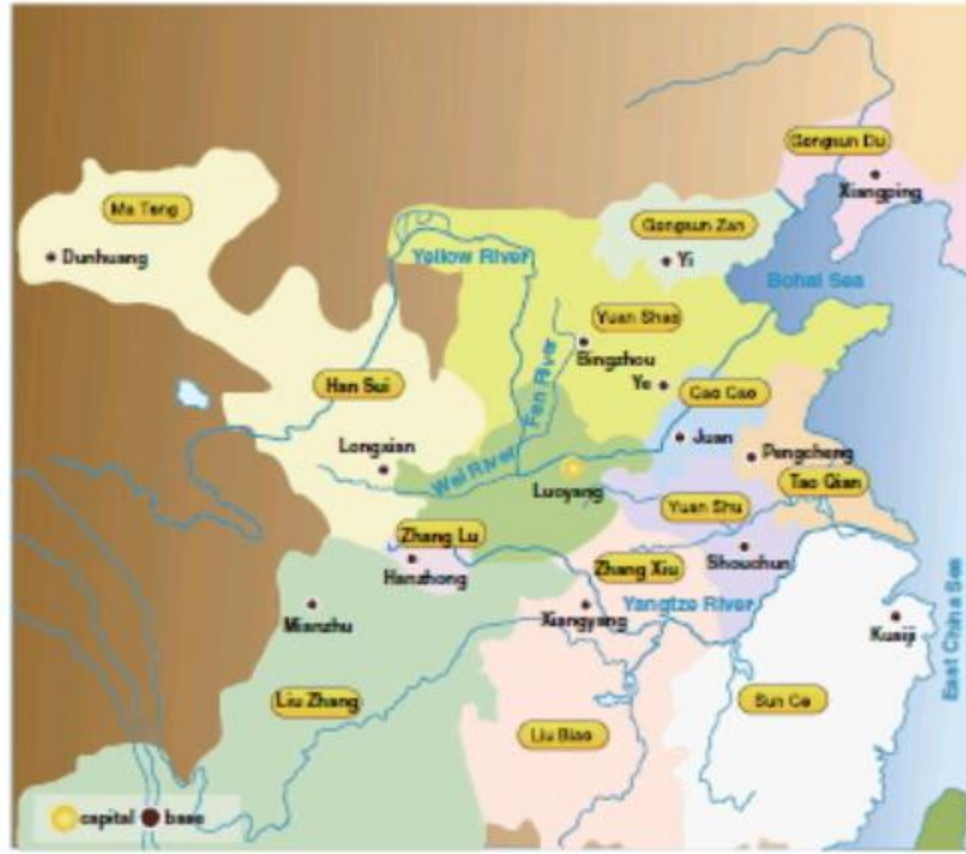 Gongsun Du
Xiangping
Ma Teng
Gongsun Zan
Dunhuang
Yellow River
Yi
Bohai Sea
Yuan Shao
Bingzhou
Fen River
Ye
Han Sui
Cao Cao
Juan
Longxian
Pengcheng
Wei River
Tao Qian
Luoyang
Yuan Shu
Zhang Lu
Shouchun
Hanzhong
Zhang Xiu
Yangtze River
Mianzhu
Xiangyang
Kuaiji
East China Sea
Liu Zhang
Sun Ce
Liu Biao
capital
base